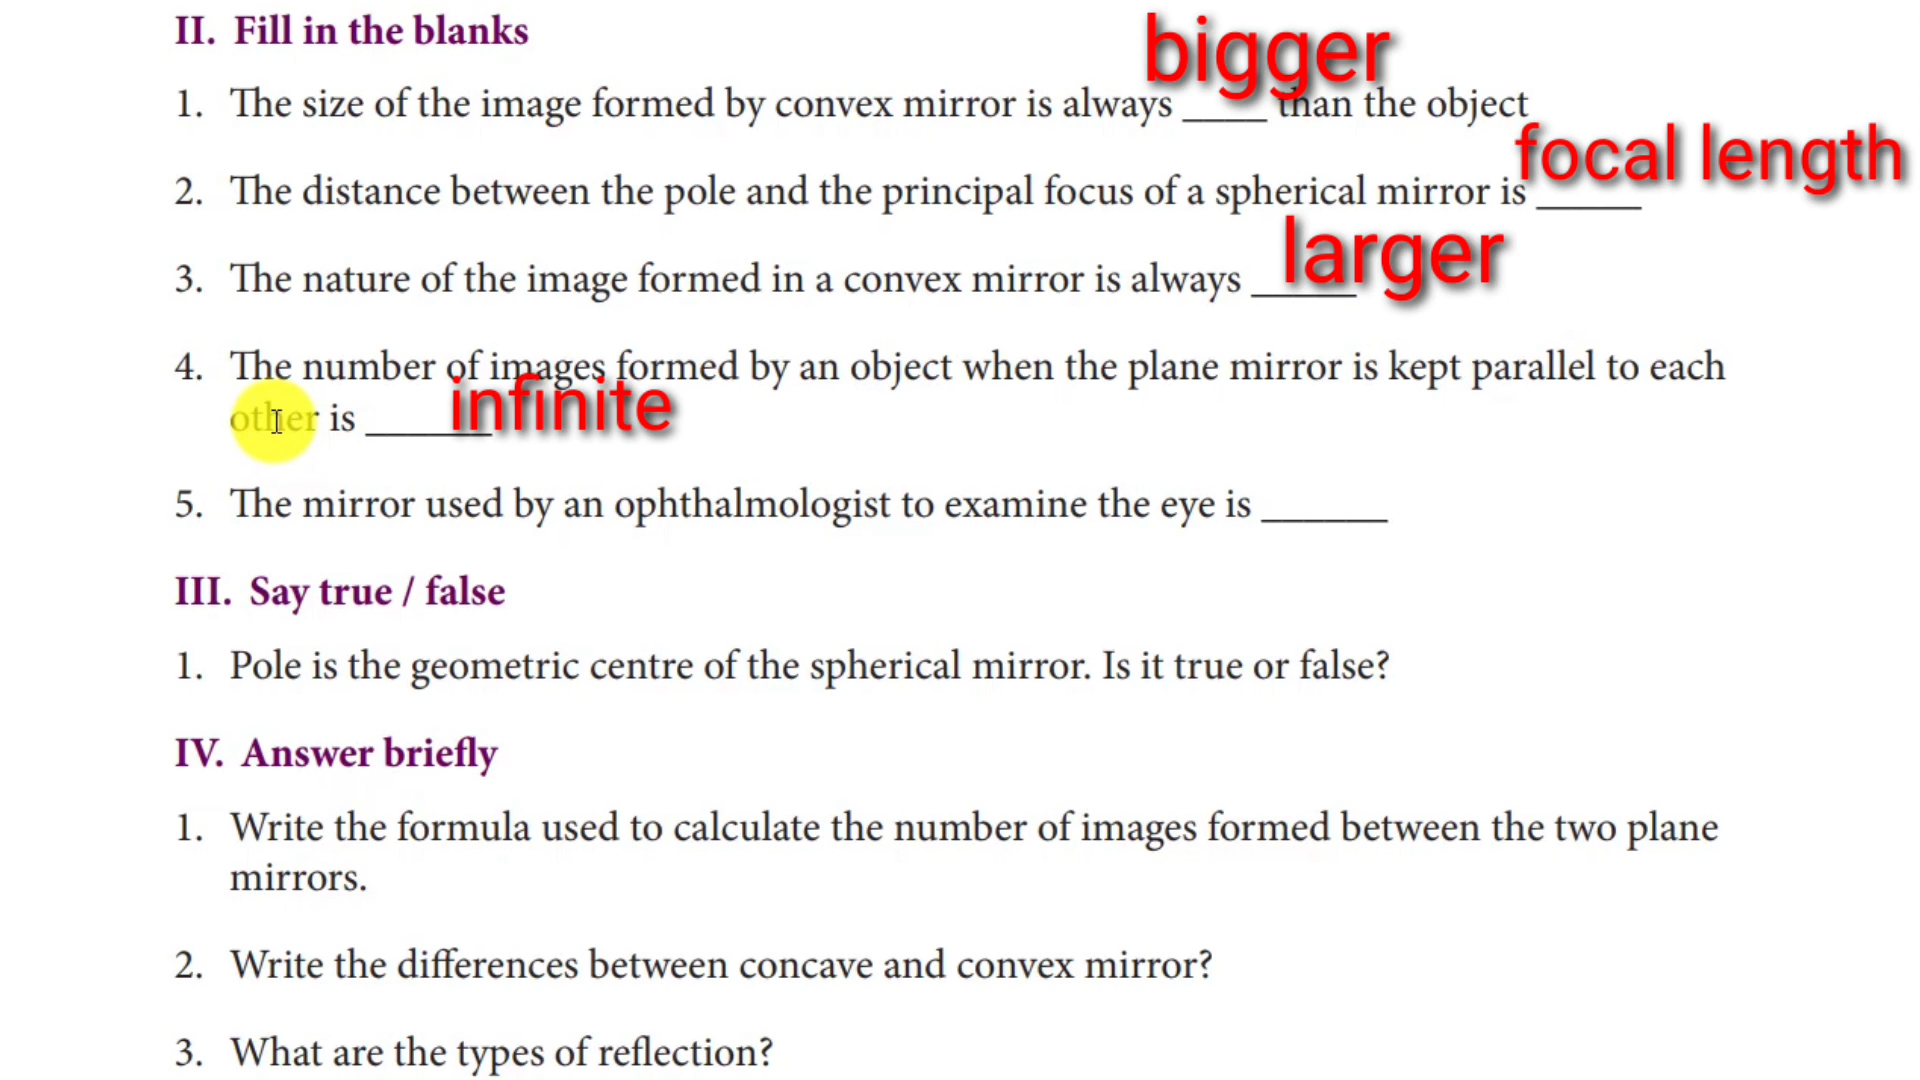 II. Fill in the blanks
bigger
1. The size of the image formed by convex mirror is always ____ than the object
focal length
2. The distance between the pole and the principal focus of a spherical mirror is _____
larger
3. The nature of the image formed in a convex mirror is always _____
4. The number of images formed by an object when the plane mirror is kept parallel to each
other is ______ infinite
5. The mirror used by an ophthalmologist to examine the eye is ______
III. Say true / false
1. Pole is the geometric centre of the spherical mirror. Is it true or false?
IV. Answer briefly
1. Write the formula used to calculate the number of images formed between the two plane
mirrors.
2. Write the differences between concave and convex mirror?
3. What are the types of reflection?